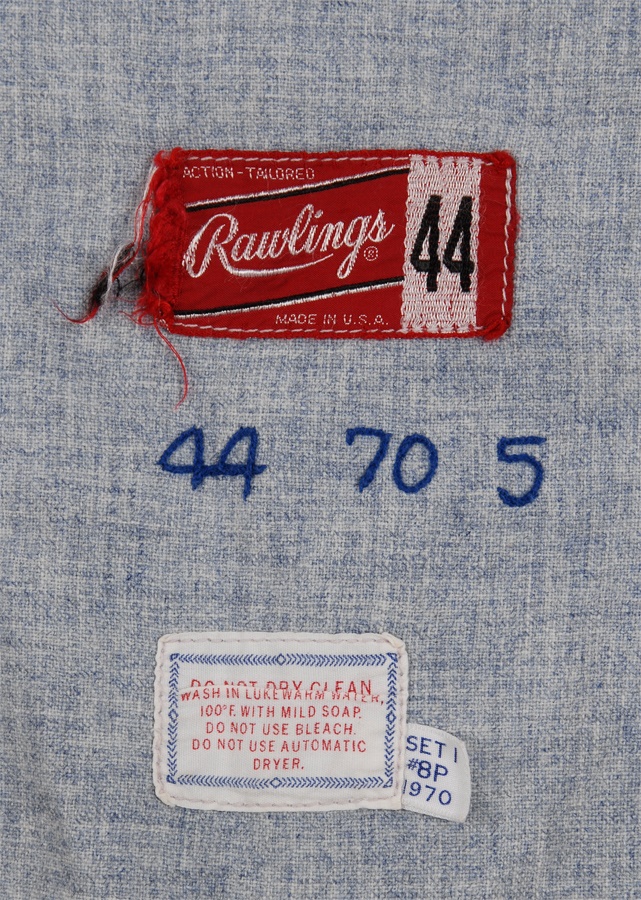 ACTION-TAILORED
Rawlings®
44
MADE IN U.S.A.
44 70 5
DO NOT DRY CLEAN
WASH IN LUKEWARM WATER,
100°F. WITH MILD SOAP.
DO NOT USE BLEACH.
DO NOT USE AUTOMATIC
DRYER.
SET 1
#8P
1970